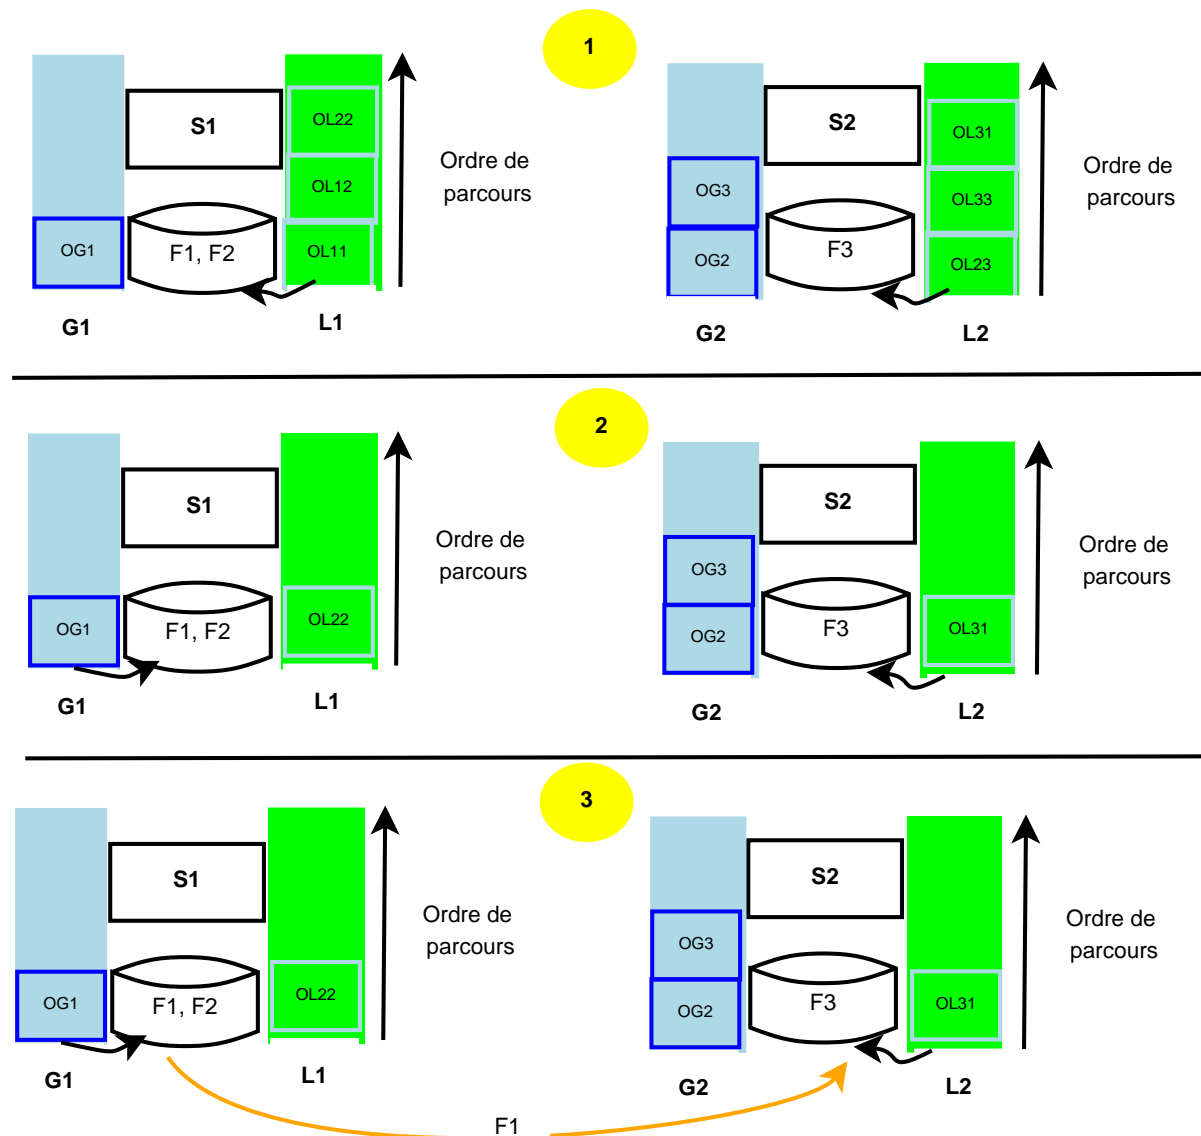 1
S1
OL22
OL12
OL11
OG1
F1, F2
Ordre de
parcours
G1
L1
S2
OL31
OL33
OL23
OG3
OG2
F3
Ordre de
parcours
G2
L2
2
S1
OG1
F1, F2
OL22
Ordre de
parcours
G1
L1
S2
OG3
OG2
F3
OL31
Ordre de
parcours
G2
L2
3
S1
OG1
F1, F2
OL22
Ordre de
parcours
G1
L1
S2
OG3
OG2
F3
OL31
Ordre de
parcours
G2
L2
F1